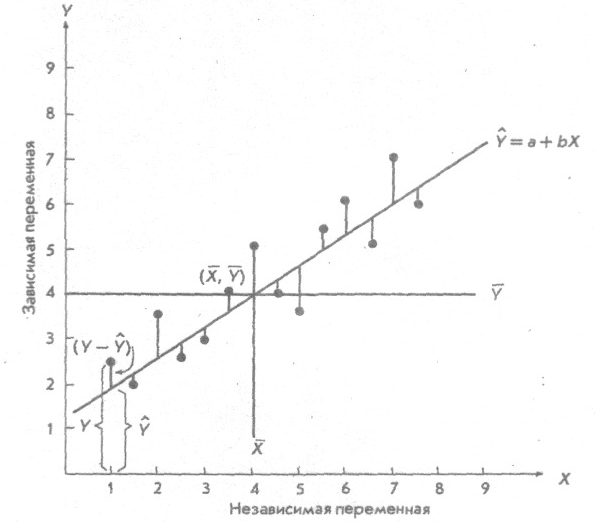 Y
9
8
7
Ŷ = a + bX
6
5
(X̄, Ȳ)
4
Ȳ
3
(Y − Ŷ)
2
1
Y
Ŷ
X̄
Зависимая переменная
1 2 3 4 5 6 7 8 9
X
Независимая переменная